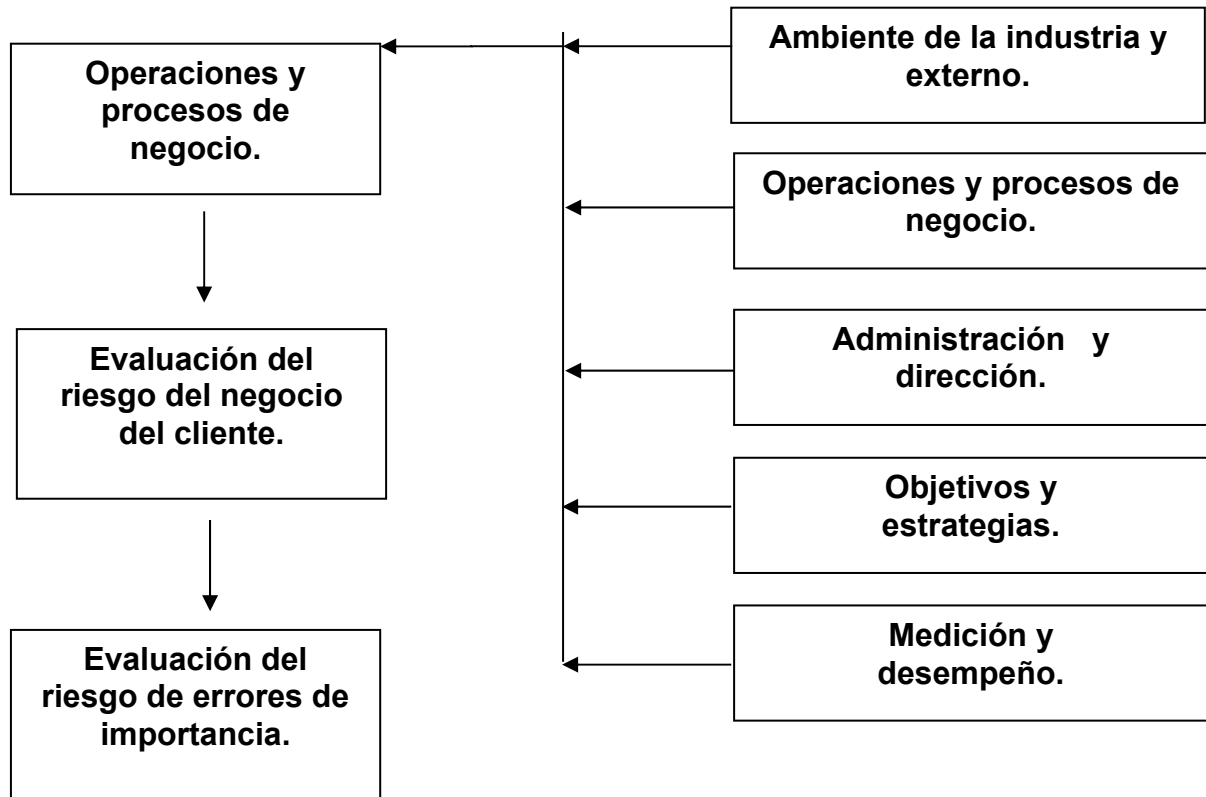 Operaciones y
procesos de
negocio.
Evaluación del
riesgo del negocio
del cliente.
Evaluación del
riesgo de errores de
importancia.
Ambiente de la industria y
externo.
Operaciones y procesos de
negocio.
Administración y
dirección.
Objetivos y
estrategias.
Medición y
desempeño.